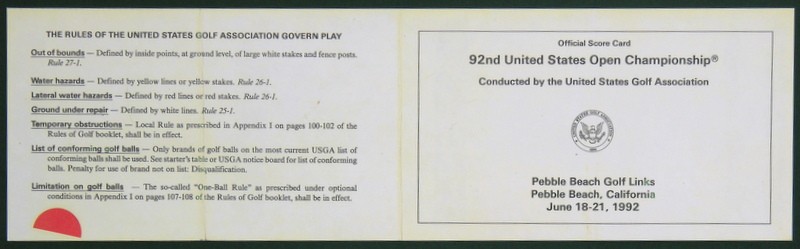 THE RULES OF THE UNITED STATES GOLF ASSOCIATION GOVERN PLAY
Out of bounds — Defined by inside points, at ground level, of large white stakes and fence posts.
Rule 27-1.
Water hazards — Defined by yellow lines or yellow stakes. Rule 26-1.
Lateral water hazards — Defined by red lines or red stakes. Rule 26-1.
Ground under repair — Defined by white lines. Rule 25-1.
Temporary obstructions — Local Rule as prescribed in Appendix I on pages 100-102 of the
Rules of Golf booklet, shall be in effect.
List of conforming golf balls — Only brands of golf balls on the most current USGA list of
conforming balls shall be used. See starter's table or USGA notice board for list of conforming
balls. Penalty for use of brand not on list: Disqualification.
Limitation on golf balls — The so-called "One-Ball Rule" as prescribed under optional
conditions in Appendix I on pages 107-108 of the Rules of Golf booklet, shall be in effect.
Official Score Card
92nd United States Open Championship®
Conducted by the United States Golf Association
Pebble Beach Golf Links
Pebble Beach, California
June 18-21, 1992